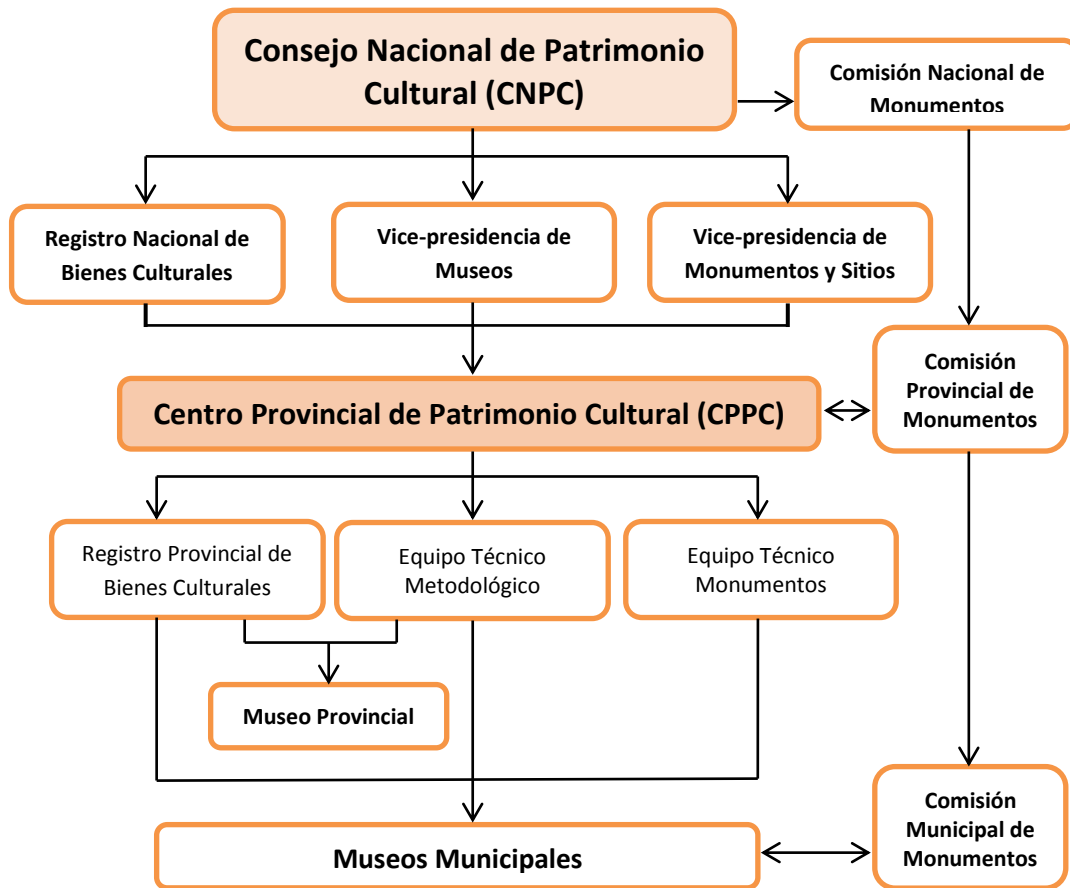 Consejo Nacional de Patrimonio
Cultural (CNPC)
Comisión Nacional de
Monumentos
Registro Nacional de
Bienes Culturales
Vice-presidencia de
Museos
Vice-presidencia de
Monumentos y Sitios
Centro Provincial de Patrimonio Cultural (CPPC)
Comisión
Provincial de
Monumentos
Registro Provincial de
Bienes Culturales
Equipo Técnico
Metodológico
Equipo Técnico
Monumentos
Museo Provincial
Museos Municipales
Comisión
Municipal de
Monumentos